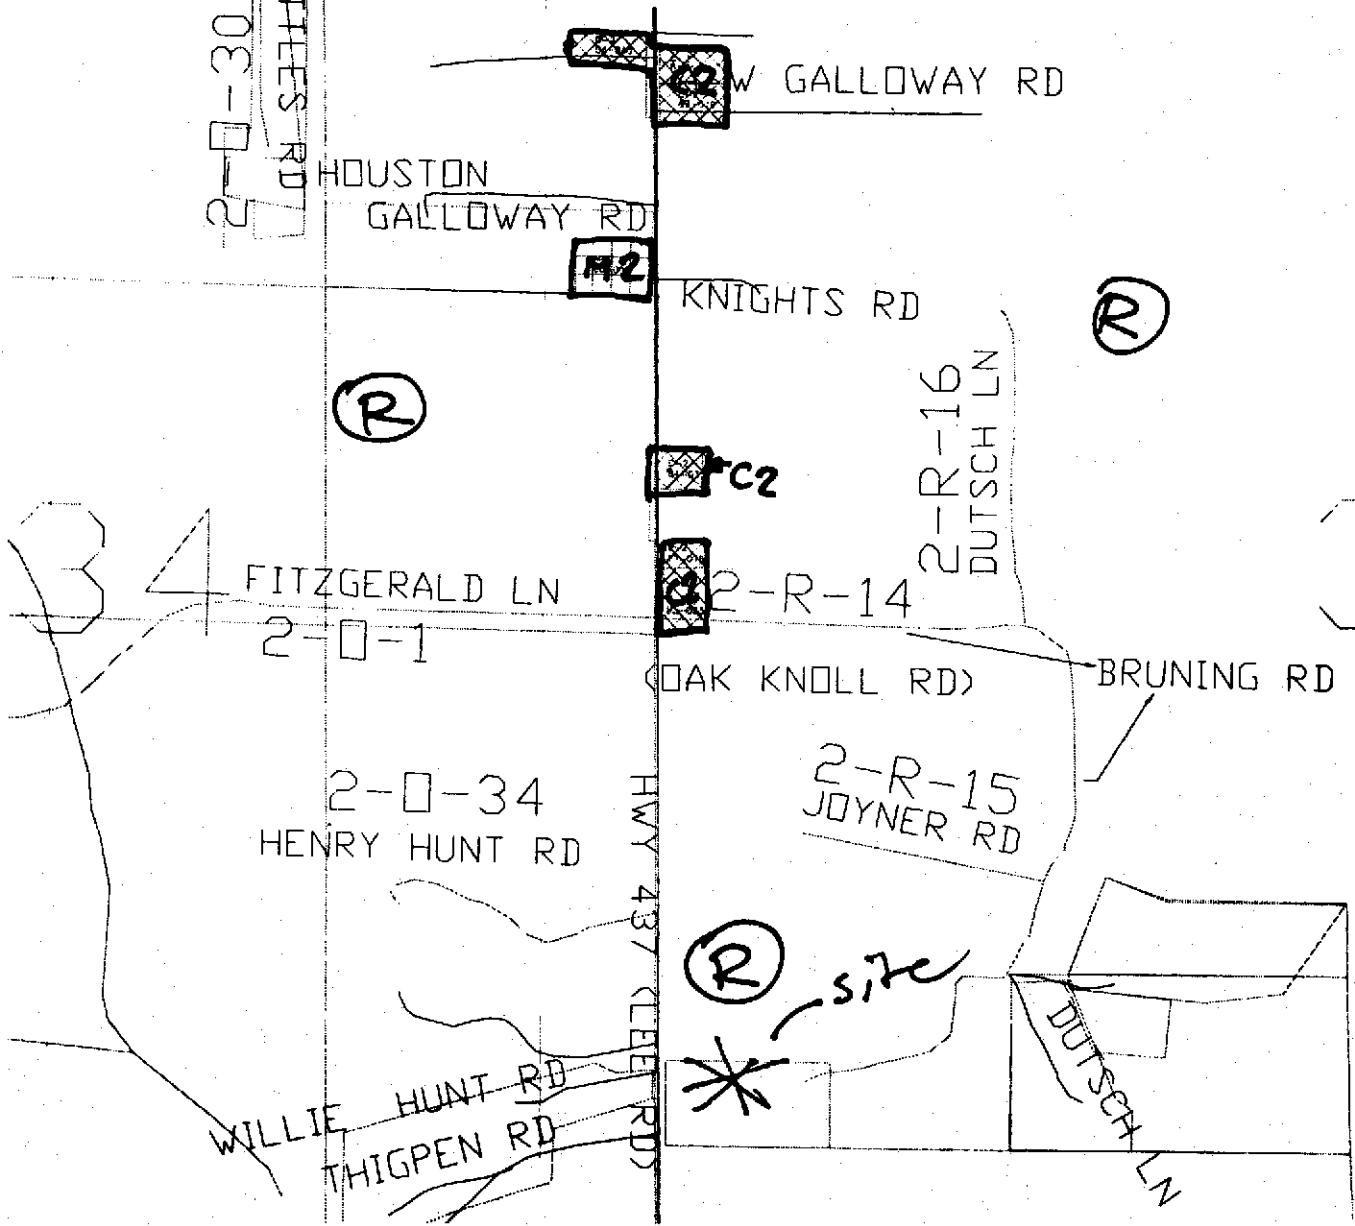 2-O-30
HILES RD
C2
W GALLOWAY RD
HOUSTON
GALLOWAY RD
M2
KNIGHTS RD
R
R
2-R-16
DUTSCH LN
C2
34
FITZGERALD LN
2-O-1
C2
2-R-14
(OAK KNOLL RD)
BRUNING RD
2-O-34
HENRY HUNT RD
HWY 437 (LEE RD)
2-R-15
JOYNER RD
R
site
DUTSCH LN
WILLIE HUNT RD
THIGPEN RD